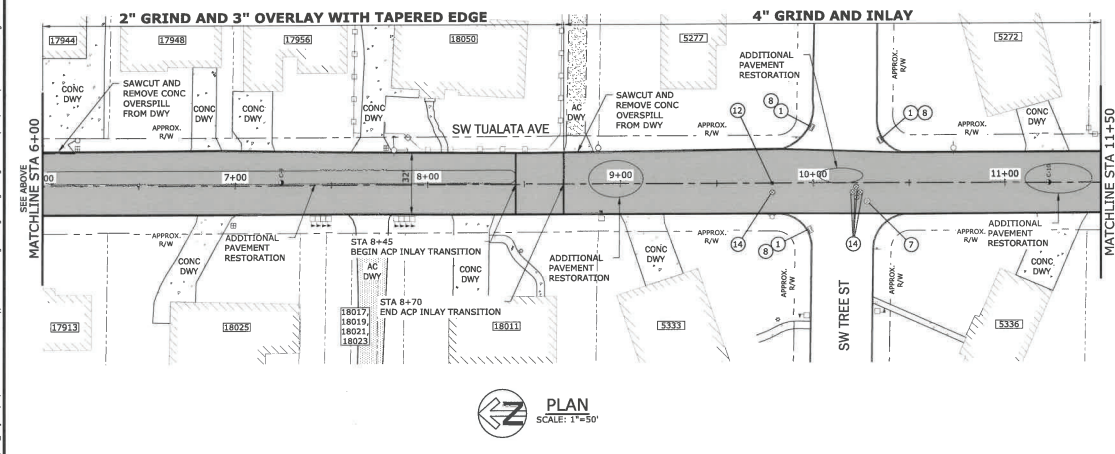 2" GRIND AND 3" OVERLAY WITH TAPERED EDGE
4" GRIND AND INLAY
17944
17948
17956
18050
5277
5272
ADDITIONAL
PAVEMENT
RESTORATION
APPROX.
R/W
APPROX.
R/W
CONC
DWY
SAWCUT AND
REMOVE CONC
OVERSPILL
FROM DWY
CONC
DWY
CONC
DWY
CONC
DWY
AC
DWY
SAWCUT AND
REMOVE CONC
OVERSPILL
FROM DWY
12
8
1
1
8
CONC
DWY
APPROX.
R/W
SW TUALATA AVE
APPROX.
R/W
APPROX.
R/W
SEE ABOVE
MATCHLINE STA 6+00
00
7+00
32'
8+00
9+00
10+00
11+00
MATCHLINE STA 11+50
APPROX.
R/W
ADDITIONAL
PAVEMENT
RESTORATION
STA 8+45
BEGIN ACP INLAY TRANSITION
APPROX.
R/W
14
8
1
14
7
APPROX.
R/W
ADDITIONAL
PAVEMENT
RESTORATION
CONC
DWY
AC
DWY
CONC
DWY
ADDITIONAL
PAVEMENT
RESTORATION
CONC
DWY
APPROX.
R/W
APPROX.
R/W
CONC
DWY
STA 8+70
END ACP INLAY TRANSITION
17913
18025
18017,
18019,
18021,
18023
18011
5333
SW TREE ST
5336
N
PLAN
SCALE: 1"=50'